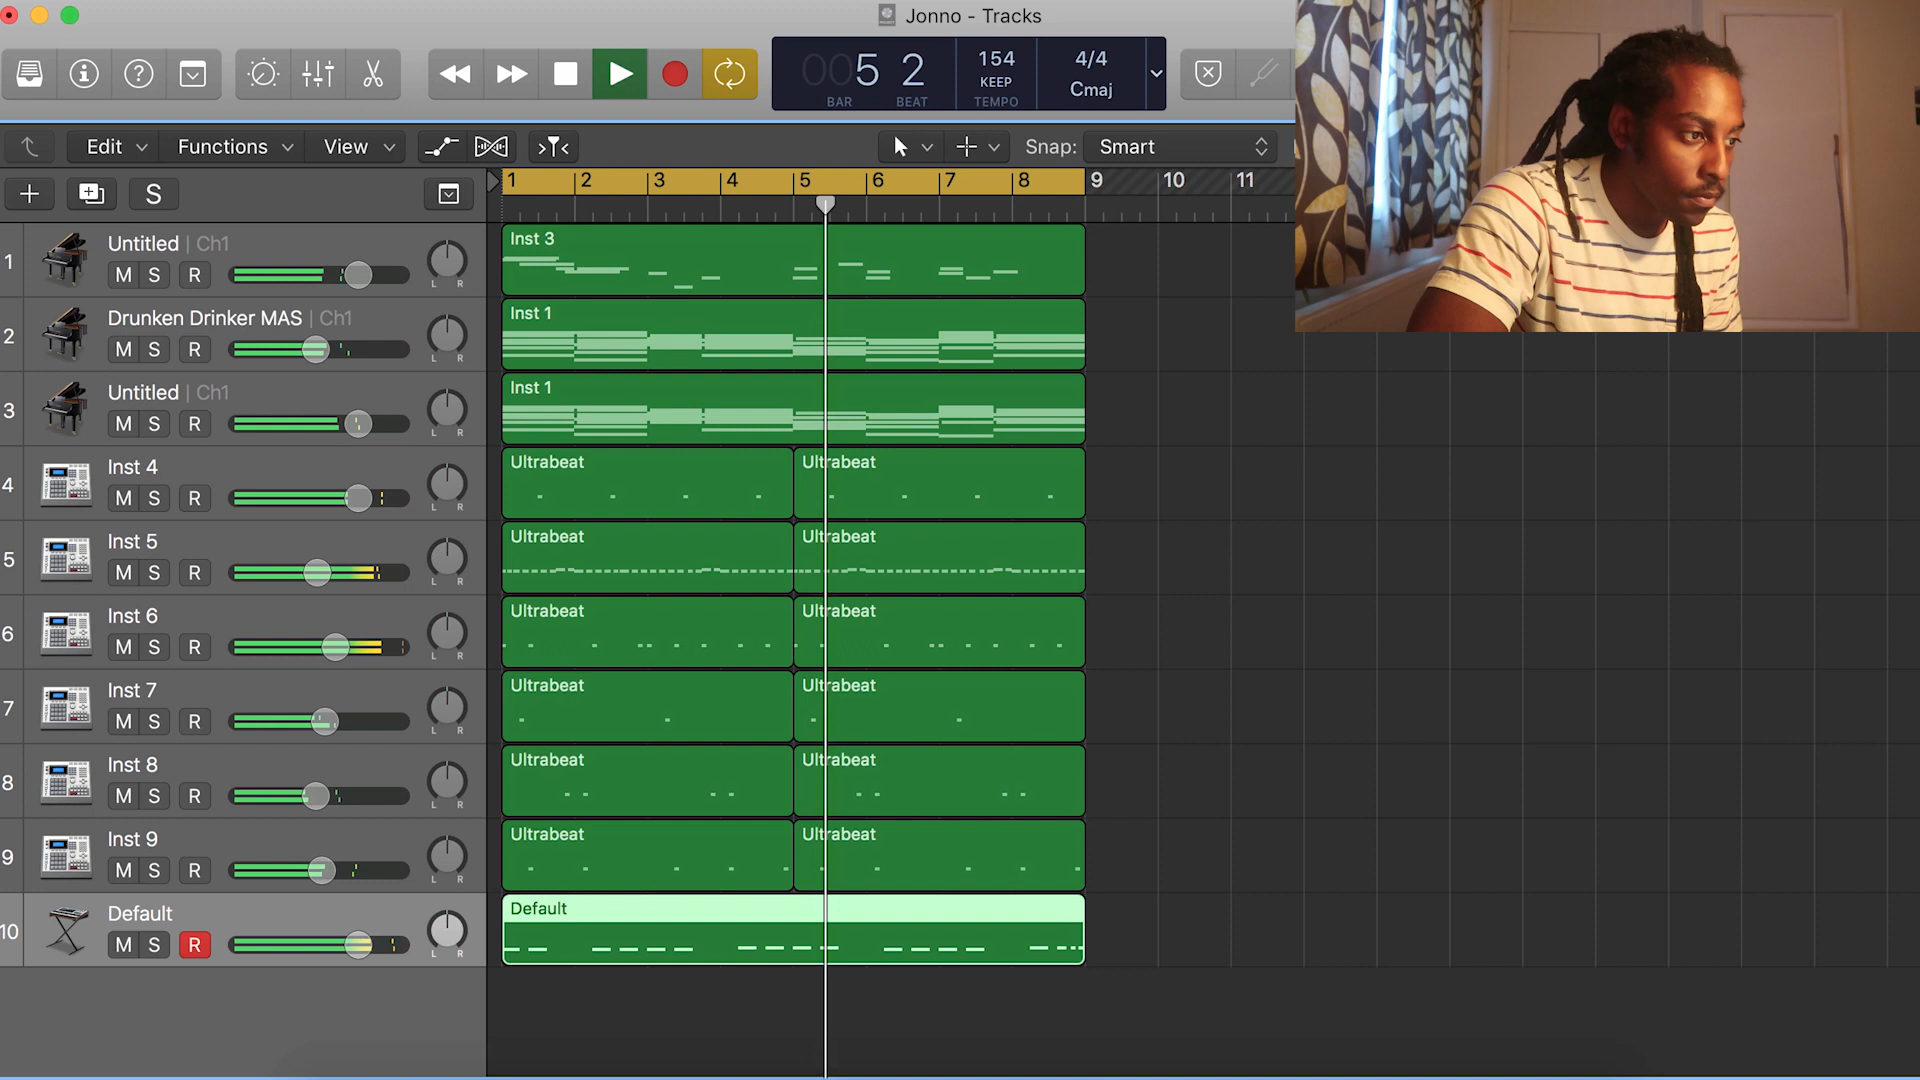 Jonno - Tracks
005 2
BAR BEAT
154
KEEP
TEMPO
4/4
Cmaj
Edit Functions View Snap: Smart
S
1 2 3 4 5 6 7 8 9 10 11
1 Untitled | Ch1
M S R L R
Inst 3
2 Drunken Drinker MAS | Ch1
M S R L R
Inst 1
3 Untitled | Ch1
M S R L R
Inst 1
4 Inst 4
M S R L R
Ultrabeat Ultrabeat
5 Inst 5
M S R L R
Ultrabeat Ultrabeat
6 Inst 6
M S R L R
Ultrabeat Ultrabeat
7 Inst 7
M S R L R
Ultrabeat Ultrabeat
8 Inst 8
M S R L R
Ultrabeat Ultrabeat
9 Inst 9
M S R L R
Ultrabeat Ultrabeat
10 Default
M S R L R
Default